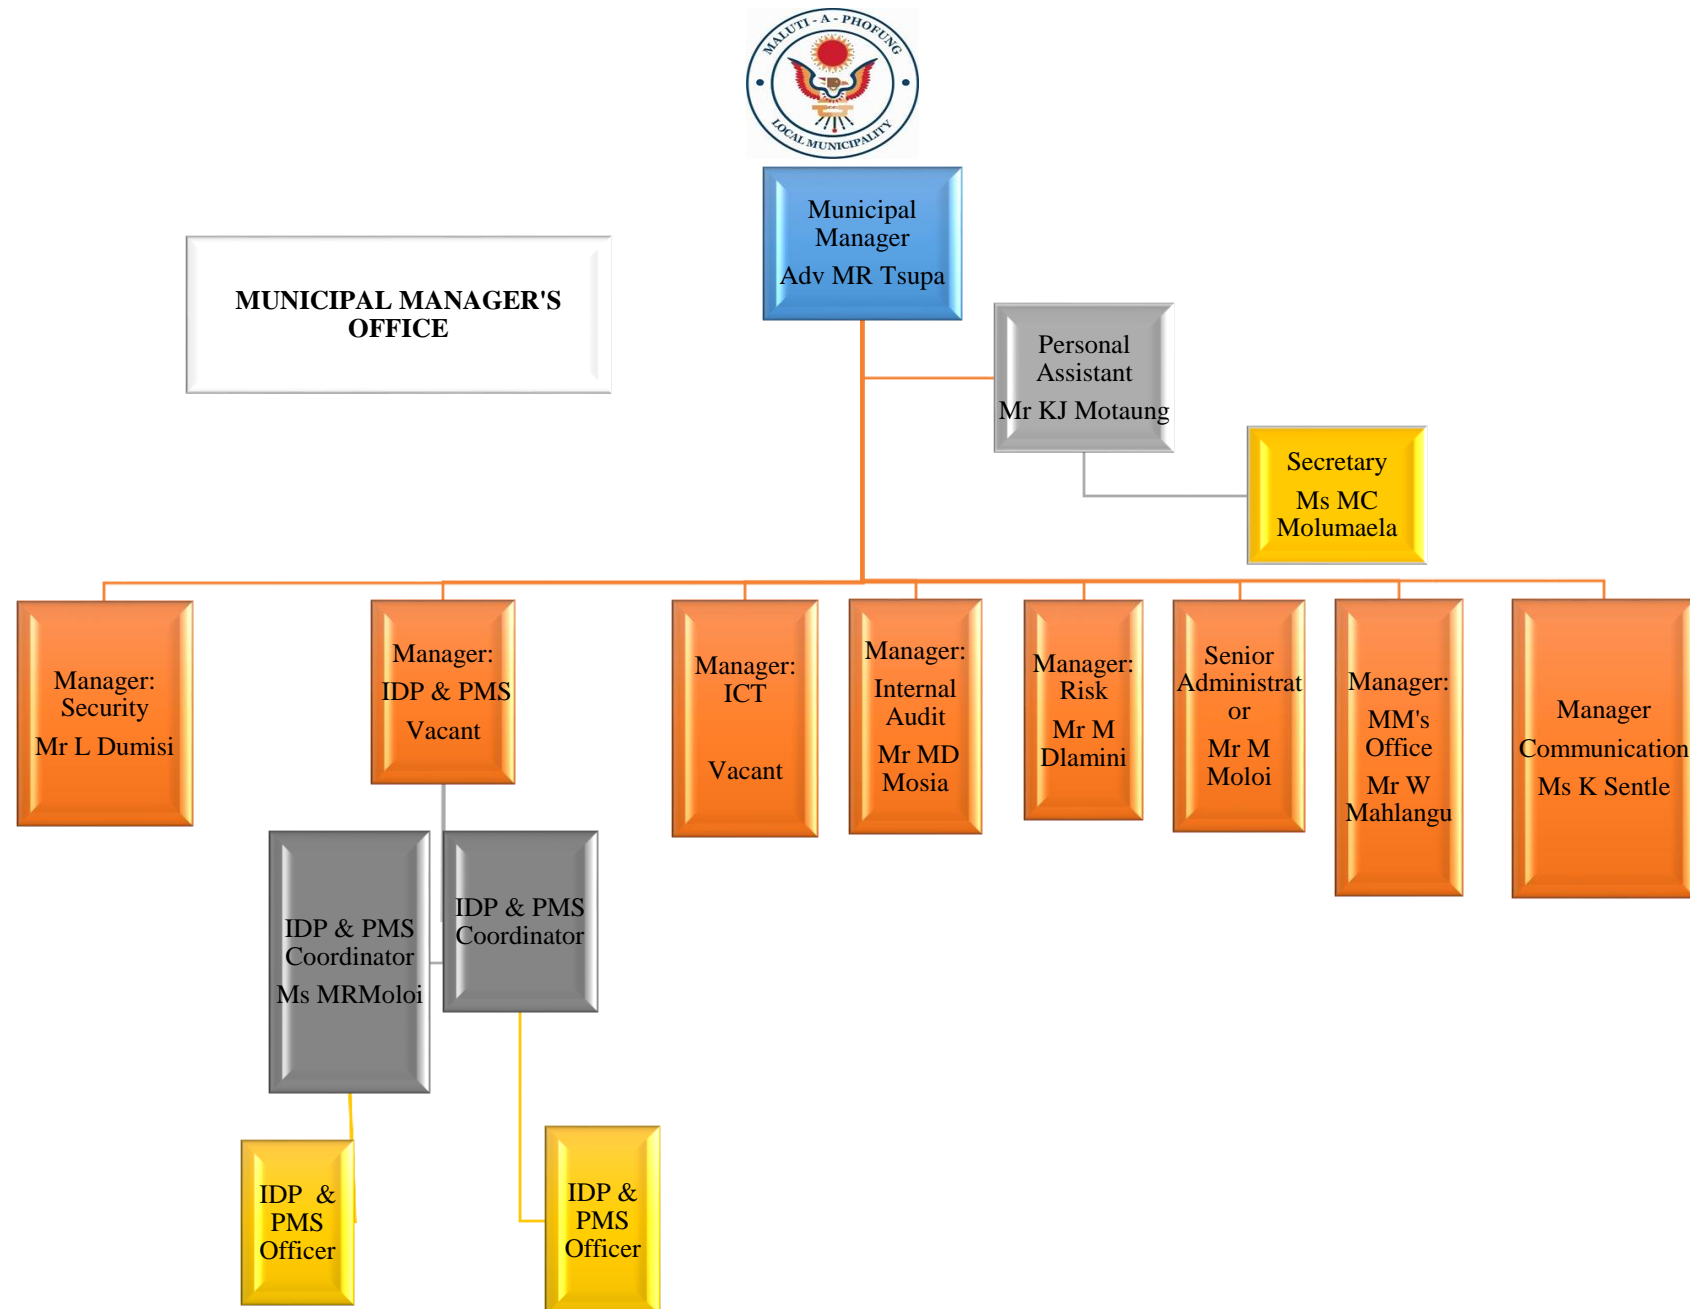 MALUTI - A - PHOFUNG
LOCAL MUNICIPALITY
Municipal
Manager
Adv MR Tsupa
MUNICIPAL MANAGER'S
OFFICE
Personal
Assistant
Mr KJ Motaung
Secretary
Ms MC
Molumaela
Manager:
Security
Mr L Dumisi
Manager:
IDP & PMS
Vacant
Manager:
ICT
Vacant
Manager:
Internal
Audit
Mr MD
Mosia
Manager:
Risk
Mr M
Dlamini
Senior
Administrat
or
Mr M
Moloi
Manager:
MM's
Office
Mr W
Mahlangu
Manager
Communication
Ms K Sentle
IDP & PMS
Coordinator
Ms MRMoloi
IDP & PMS
Coordinator
IDP &
PMS
Officer
IDP &
PMS
Officer